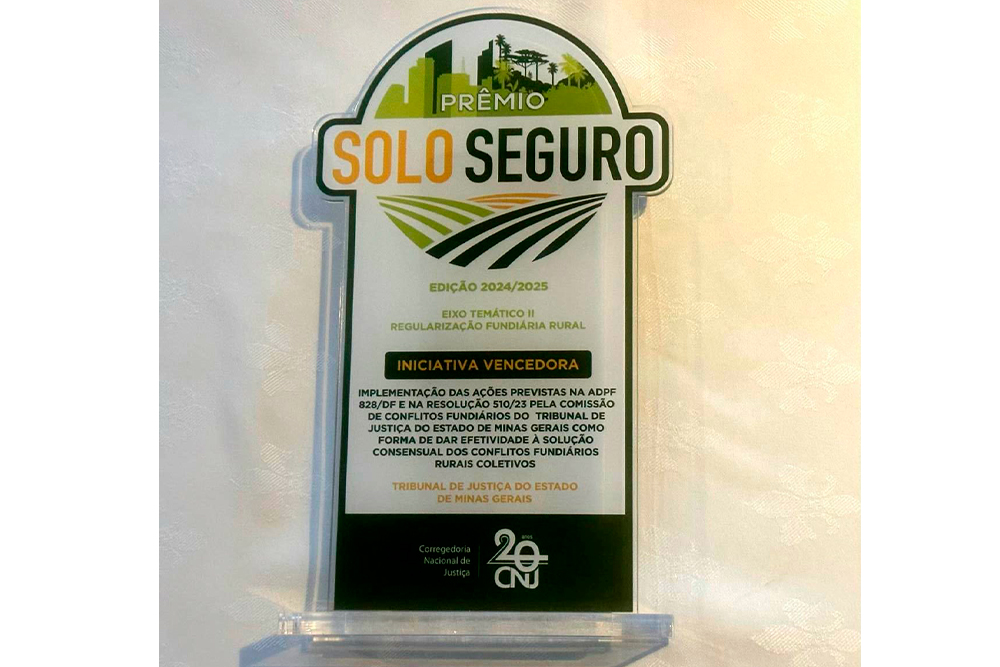 PRÊMIO
SOLO SEGURO
EDIÇÃO 2024/2025
EIXO TEMÁTICO II
REGULARIZAÇÃO FUNDIÁRIA RURAL
INICIATIVA VENCEDORA
IMPLEMENTAÇÃO DAS AÇÕES PREVISTAS NA ADPF
828/DF E NA RESOLUÇÃO 510/23 PELA COMISSÃO
DE CONFLITOS FUNDIÁRIOS DO TRIBUNAL DE
JUSTIÇA DO ESTADO DE MINAS GERAIS COMO
FORMA DE DAR EFETIVIDADE À SOLUÇÃO
CONSENSUAL DOS CONFLITOS FUNDIÁRIOS
RURAIS COLETIVOS
TRIBUNAL DE JUSTIÇA DO ESTADO
DE MINAS GERAIS
Corregedoria
Nacional de
Justiça
20 anos
CNJ